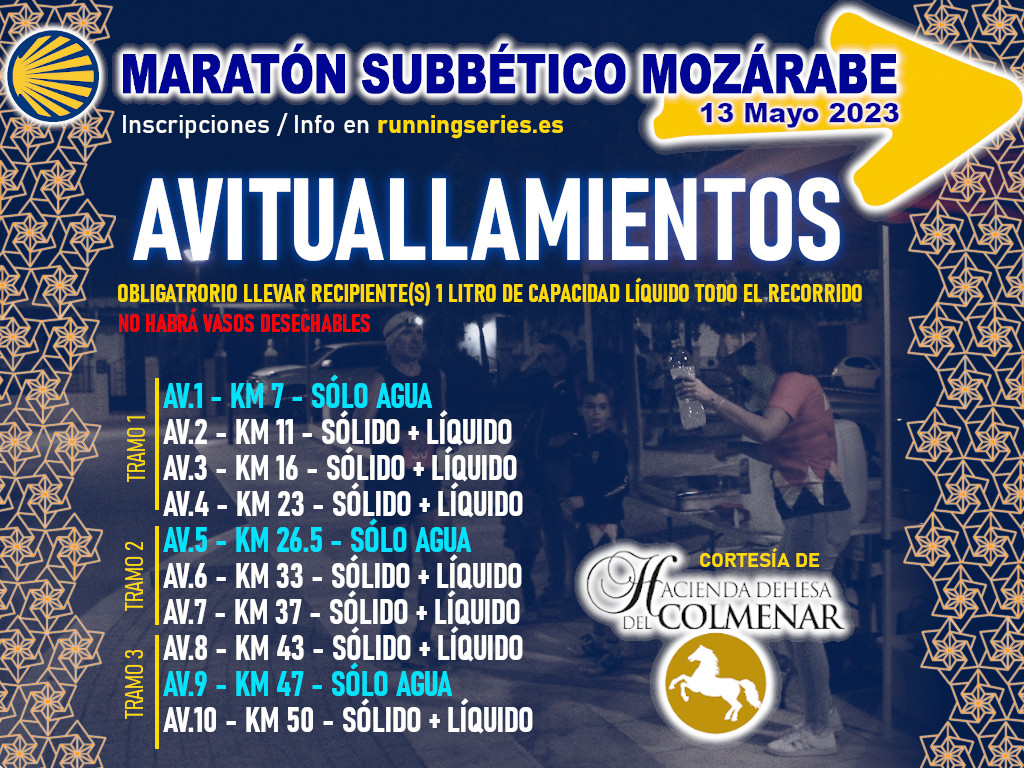 MARATÓN SUBBÉTICO MOZÁRABE
13 Mayo 2023
Inscripciones / Info en runningseries.es
AVITUALLAMIENTOS
OBLIGATRORIO LLEVAR RECIPIENTE(S) 1 LITRO DE CAPACIDAD LÍQUIDO TODO EL RECORRIDO
NO HABRÁ VASOS DESECHABLES
TRAMO 1
AV.1 - KM 7 - SÓLO AGUA
AV.2 - KM 11 - SÓLIDO + LÍQUIDO
AV.3 - KM 16 - SÓLIDO + LÍQUIDO
AV.4 - KM 23 - SÓLIDO + LÍQUIDO
TRAMO 2
AV.5 - KM 26.5 - SÓLO AGUA
AV.6 - KM 33 - SÓLIDO + LÍQUIDO
AV.7 - KM 37 - SÓLIDO + LÍQUIDO
TRAMO 3
AV.8 - KM 43 - SÓLIDO + LÍQUIDO
AV.9 - KM 47 - SÓLO AGUA
AV.10 - KM 50 - SÓLIDO + LÍQUIDO
CORTESÍA DE
HACIENDA DEHESA
DEL COLMENAR